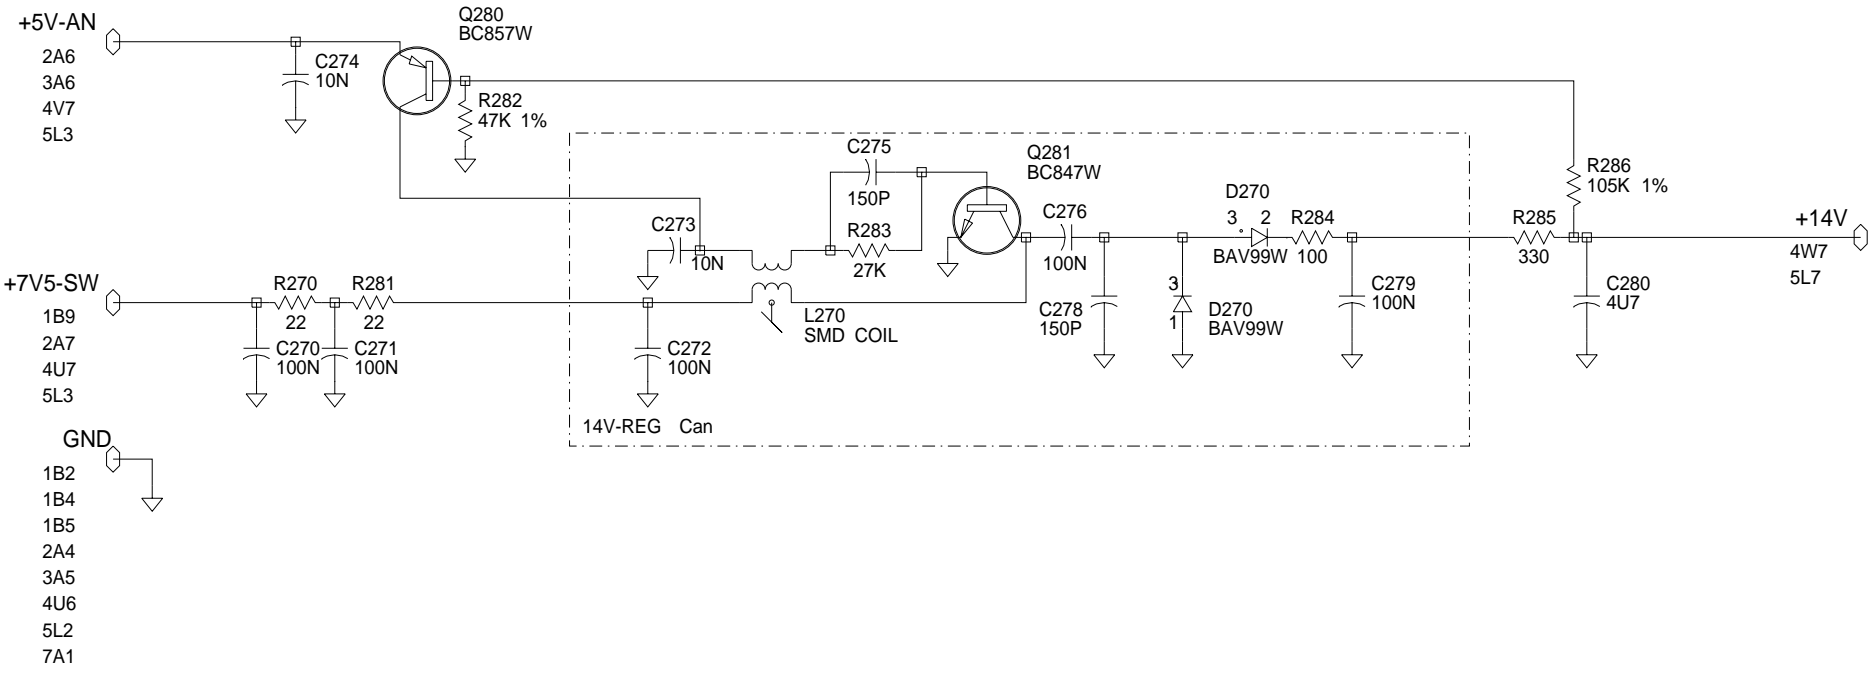 +5V-AN
2A6
3A6
4V7
5L3
C274
10N
Q280
BC857W
R282
47K 1%
C275
150P
Q281
BC847W
R286
105K 1%
C273
10N
R283
27K
C276
100N
D270
3 2
BAV99W
R284
100
R285
330
+14V
4W7
5L7
+7V5-SW
1B9
2A7
4U7
5L3
R270
22
R281
22
C270
100N
C271
100N
C272
100N
L270
SMD COIL
C278
150P
3
1
D270
BAV99W
C279
100N
C280
4U7
14V-REG Can
GND
1B2
1B4
1B5
2A4
3A5
4U6
5L2
7A1